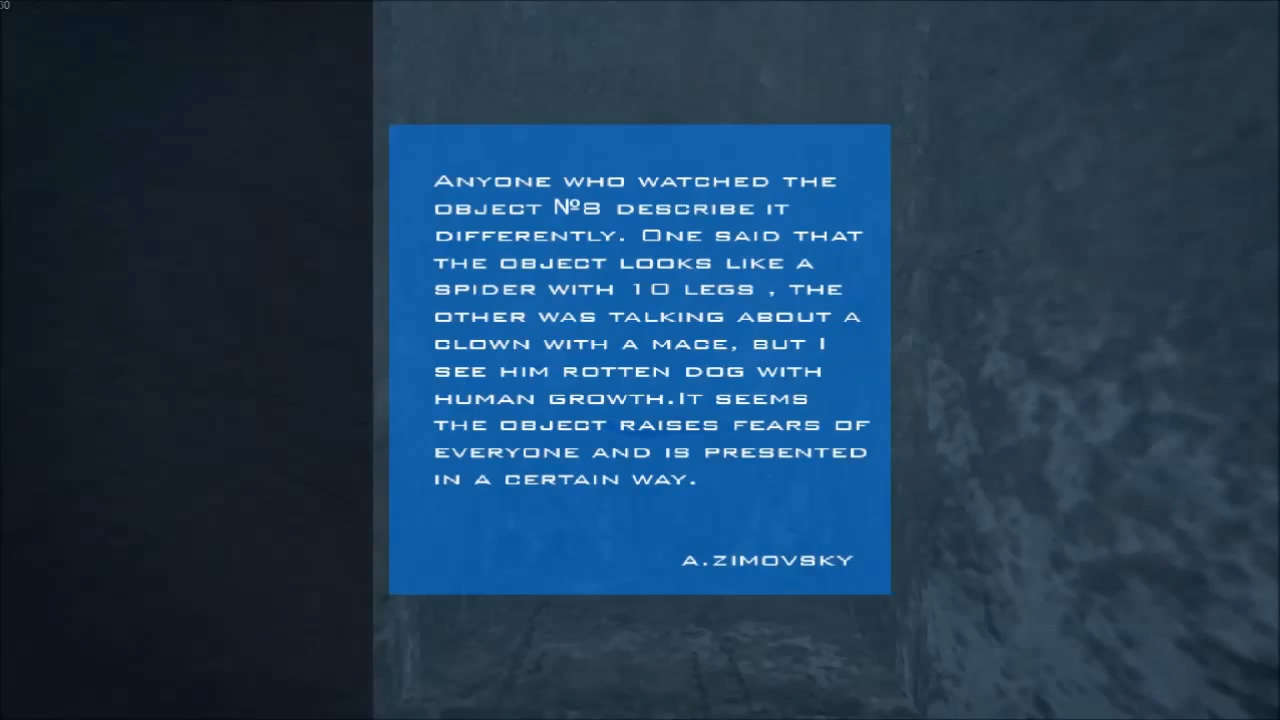 60
Anyone who watched the
object №8 describe it
differently. One said that
the object looks like a
spider with 10 legs , the
other was talking about a
clown with a mace, but I
see him rotten dog with
human growth.It seems
the object raises fears of
everyone and is presented
in a certain way.
A.Zimovsky